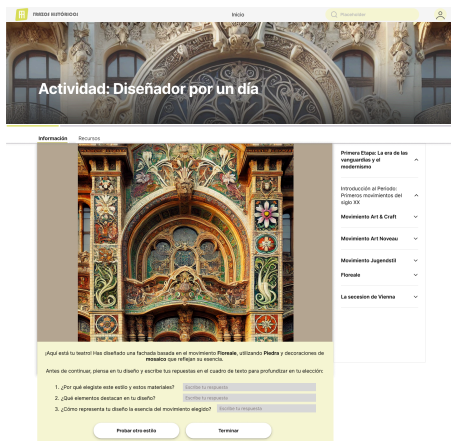 TRAZOS HISTÓRICOS
Inicio
Actividad: Diseñador por un día
Información
Recursos
Primera Etapa: La era de las
vanguardias y el
modernismo
Introducción al Periodo:
Primeros movimientos del
siglo XX
Movimiento Art & Craft
Movimiento Art Noveau
Movimiento Jugendstil
Floreale
La secesion de Vienna
¡Aquí está tu teatro! Has diseñado una fachada basada en el movimiento Floreale, utilizando Piedra y decoraciones de
mosaico que reflejan su esencia.
Antes de continuar, piensa en tu diseño y escribe tus respuestas en el cuadro de texto para profundizar en tu elección:
1. ¿Por qué elegiste este estilo y estos materiales? Escribe tu respuesta
2. ¿Qué elementos destacan en tu diseño? Escribe tu respuesta
3. ¿Cómo representa tu diseño la esencia del movimiento elegido? Escribe tu respuesta
Probar otro estilo
Terminar